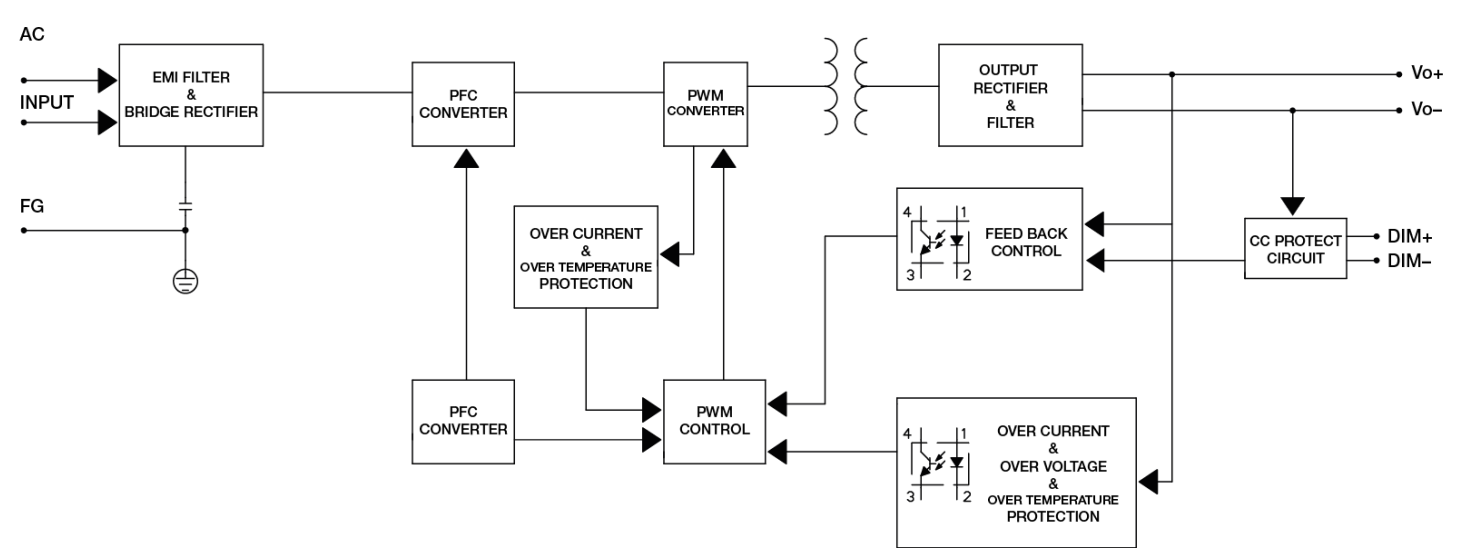 AC
INPUT
FG
EMI FILTER
&
BRIDGE RECTIFIER
PFC
CONVERTER
PWM
CONVERTER
OUTPUT
RECTIFIER
&
FILTER
Vo+
Vo–
OVER CURRENT
&
OVER TEMPERATURE
PROTECTION
4
1
3
2
FEED BACK
CONTROL
CC PROTECT
CIRCUIT
DIM+
DIM–
PFC
CONVERTER
PWM
CONTROL
4
1
3
2
OVER CURRENT
&
OVER VOLTAGE
&
OVER TEMPERATURE
PROTECTION